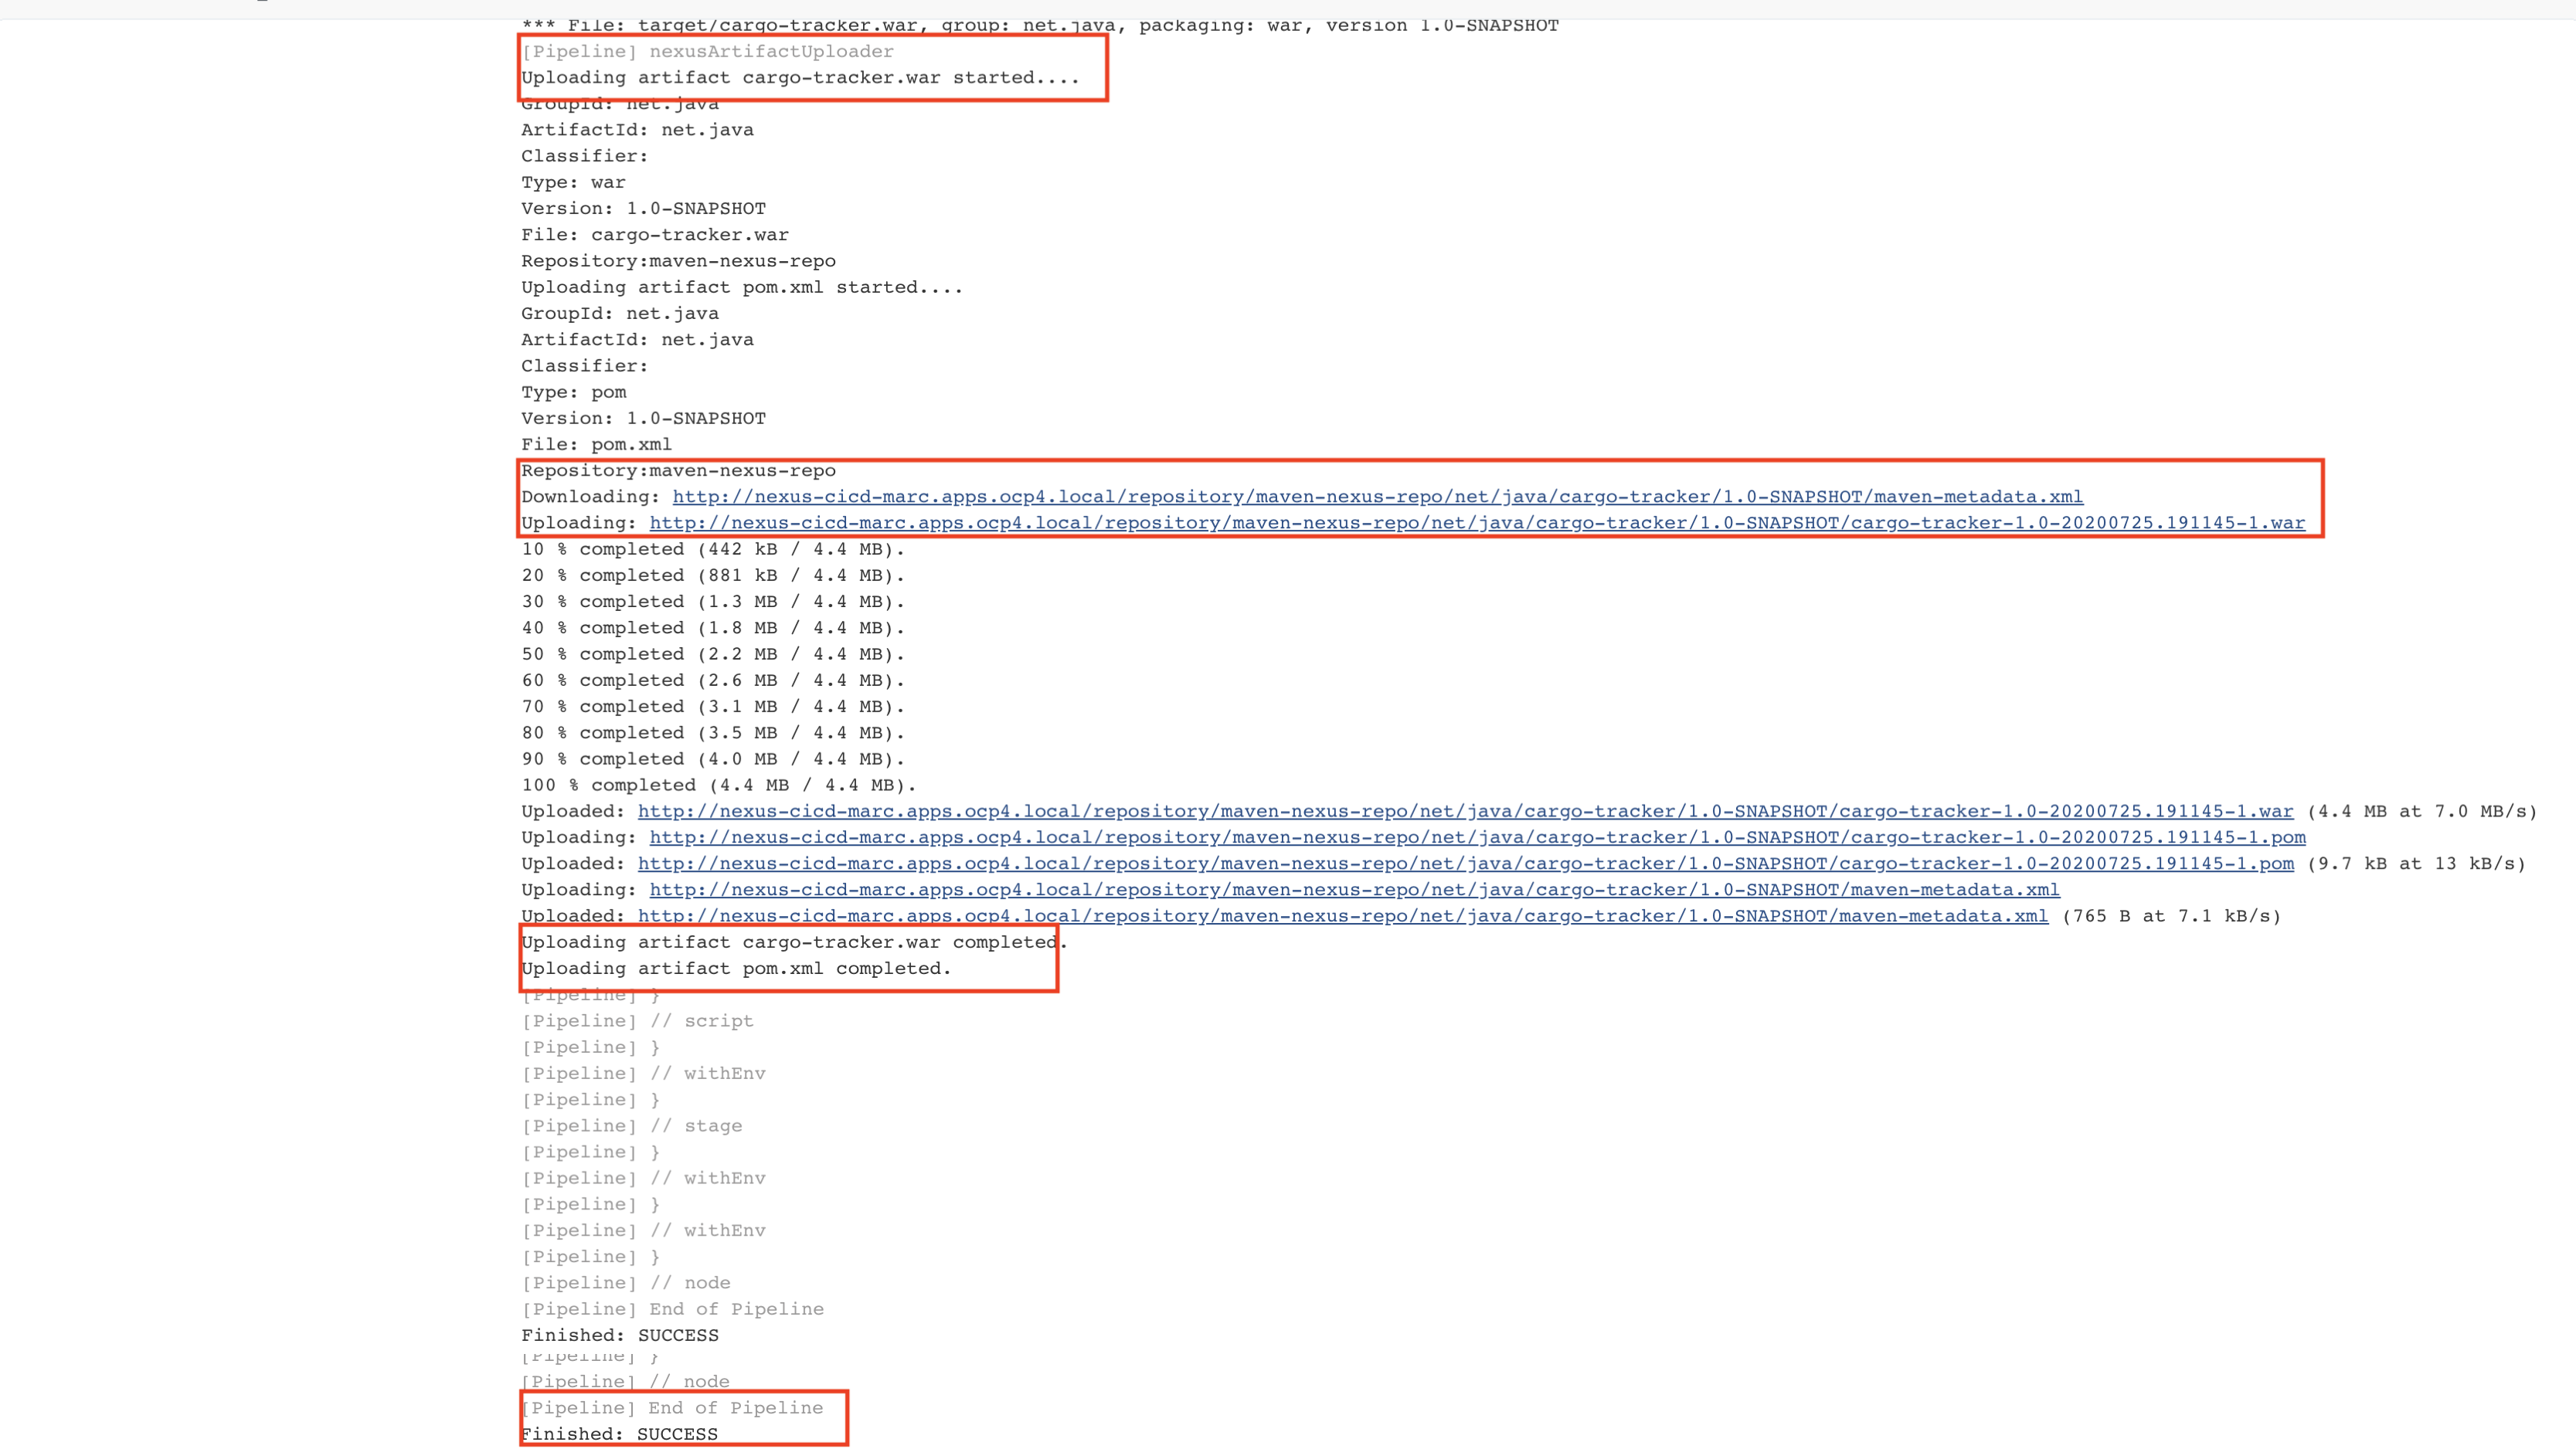 *** File: target/cargo-tracker.war, group: net.java, packaging: war, version 1.0-SNAPSHOT
[Pipeline] nexusArtifactUploader
Uploading artifact cargo-tracker.war started....
GroupId: net.java
ArtifactId: net.java
Classifier:
Type: war
Version: 1.0-SNAPSHOT
File: cargo-tracker.war
Repository:maven-nexus-repo
Uploading artifact pom.xml started....
GroupId: net.java
ArtifactId: net.java
Classifier:
Type: pom
Version: 1.0-SNAPSHOT
File: pom.xml
Repository:maven-nexus-repo
Downloading: http://nexus-cicd-marc.apps.ocp4.local/repository/maven-nexus-repo/net/java/cargo-tracker/1.0-SNAPSHOT/maven-metadata.xml
Uploading: http://nexus-cicd-marc.apps.ocp4.local/repository/maven-nexus-repo/net/java/cargo-tracker/1.0-SNAPSHOT/cargo-tracker-1.0-20200725.191145-1.war
10 % completed (442 kB / 4.4 MB).
20 % completed (881 kB / 4.4 MB).
30 % completed (1.3 MB / 4.4 MB).
40 % completed (1.8 MB / 4.4 MB).
50 % completed (2.2 MB / 4.4 MB).
60 % completed (2.6 MB / 4.4 MB).
70 % completed (3.1 MB / 4.4 MB).
80 % completed (3.5 MB / 4.4 MB).
90 % completed (4.0 MB / 4.4 MB).
100 % completed (4.4 MB / 4.4 MB).
Uploaded: http://nexus-cicd-marc.apps.ocp4.local/repository/maven-nexus-repo/net/java/cargo-tracker/1.0-SNAPSHOT/cargo-tracker-1.0-20200725.191145-1.war (4.4 MB at 7.0 MB/s)
Uploading: http://nexus-cicd-marc.apps.ocp4.local/repository/maven-nexus-repo/net/java/cargo-tracker/1.0-SNAPSHOT/cargo-tracker-1.0-20200725.191145-1.pom
Uploaded: http://nexus-cicd-marc.apps.ocp4.local/repository/maven-nexus-repo/net/java/cargo-tracker/1.0-SNAPSHOT/cargo-tracker-1.0-20200725.191145-1.pom (9.7 kB at 13 kB/s)
Uploading: http://nexus-cicd-marc.apps.ocp4.local/repository/maven-nexus-repo/net/java/cargo-tracker/1.0-SNAPSHOT/maven-metadata.xml
Uploaded: http://nexus-cicd-marc.apps.ocp4.local/repository/maven-nexus-repo/net/java/cargo-tracker/1.0-SNAPSHOT/maven-metadata.xml (765 B at 7.1 kB/s)
Uploading artifact cargo-tracker.war completed.
Uploading artifact pom.xml completed.
[Pipeline] }
[Pipeline] // script
[Pipeline] }
[Pipeline] // withEnv
[Pipeline] }
[Pipeline] // stage
[Pipeline] }
[Pipeline] // withEnv
[Pipeline] }
[Pipeline] // withEnv
[Pipeline] }
[Pipeline] // node
[Pipeline] End of Pipeline
Finished: SUCCESS
[Pipeline] }
[Pipeline] // node
[Pipeline] End of Pipeline
Finished: SUCCESS